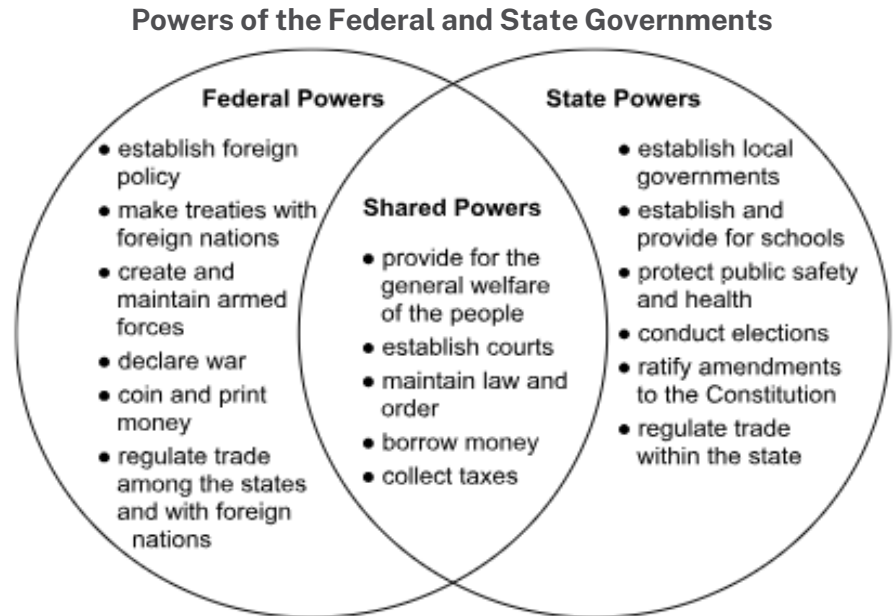 Powers of the Federal and State Governments
Federal Powers
● establish foreign
policy
● make treaties with
foreign nations
● create and
maintain armed
forces
● declare war
● coin and print
money
● regulate trade
among the states
and with foreign
nations
Shared Powers
● provide for the
general welfare
of the people
● establish courts
● maintain law and
order
● borrow money
● collect taxes
State Powers
● establish local
governments
● establish and
provide for schools
● protect public safety
and health
● conduct elections
● ratify amendments
to the Constitution
● regulate trade
within the state